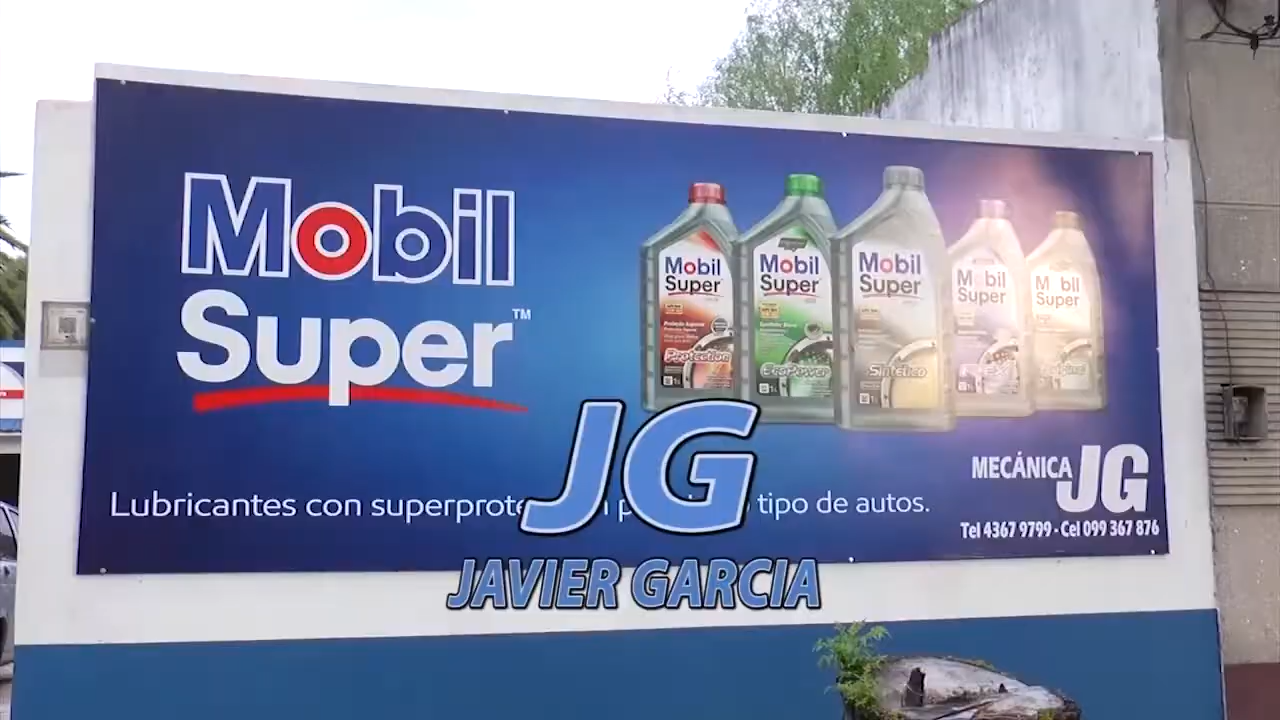 Mobil
Super™
Mobil
Super
Protection
Mobil
Super
EcoPower
Mobil
Super
Sintético
Mobil
Super
Mobil
Super
Lubricantes con superprote
tipo de autos.
MECÁNICA JG
Tel 4367 9799 - Cel 099 367 876
JG
JAVIER GARCIA